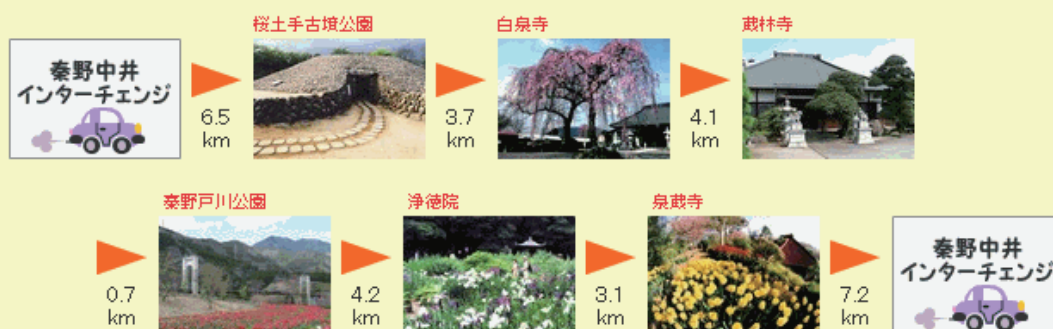 桜土手古墳公園
白泉寺
蔵林寺
秦野中井
インターチェンジ
6.5
km
3.7
km
4.1
km
秦野戸川公園
浄徳院
泉蔵寺
秦野中井
インターチェンジ
0.7
km
4.2
km
3.1
km
7.2
km